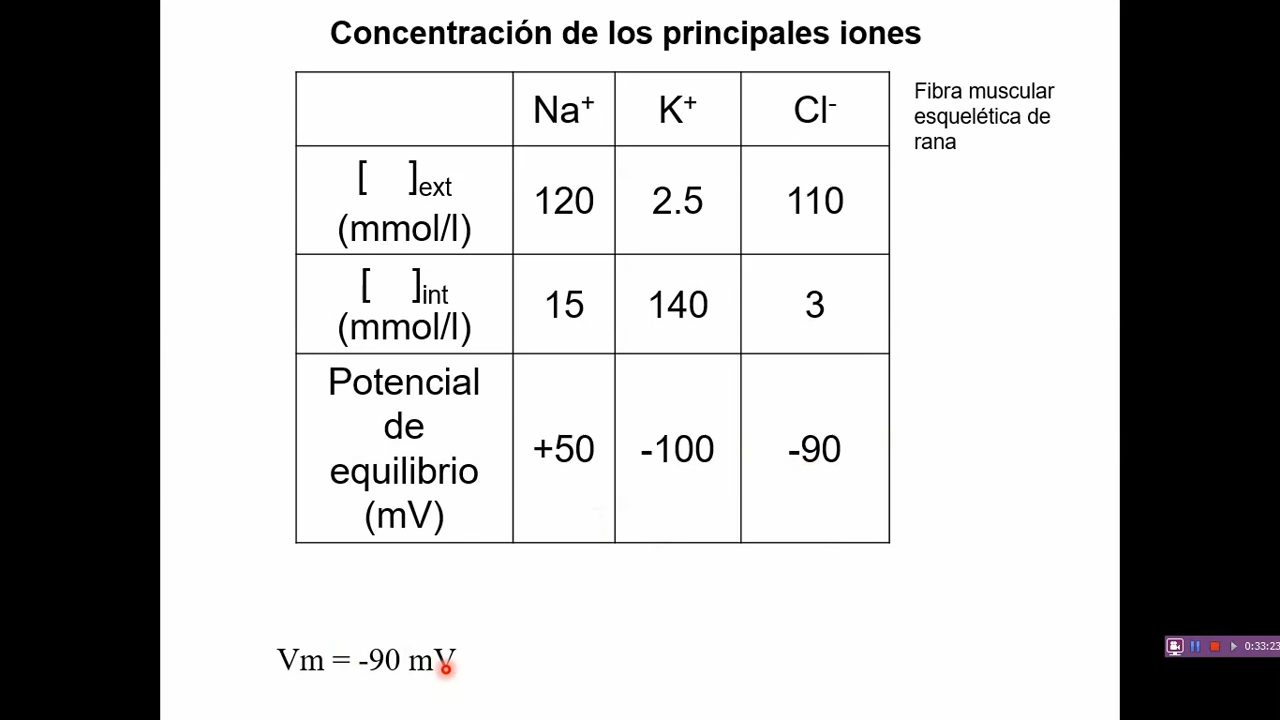 Concentración de los principales iones
Fibra muscular
esquelética de
rana
Na+ K+ Cl-
[ ]ext
(mmol/l)
120 2.5 110
[ ]int
(mmol/l)
15 140 3
Potencial
de
equilibrio
(mV)
+50 -100 -90
Vm = -90 mV
0:33:23